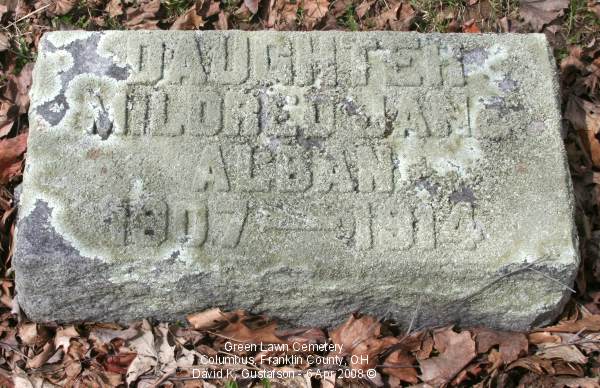 DAUGHTER
MILDRED JANE
ALBAN
1907 — 1914
Green Lawn Cemetery
Columbus, Franklin County, OH
David K. Gustafson - 6 Apr 2008 ©